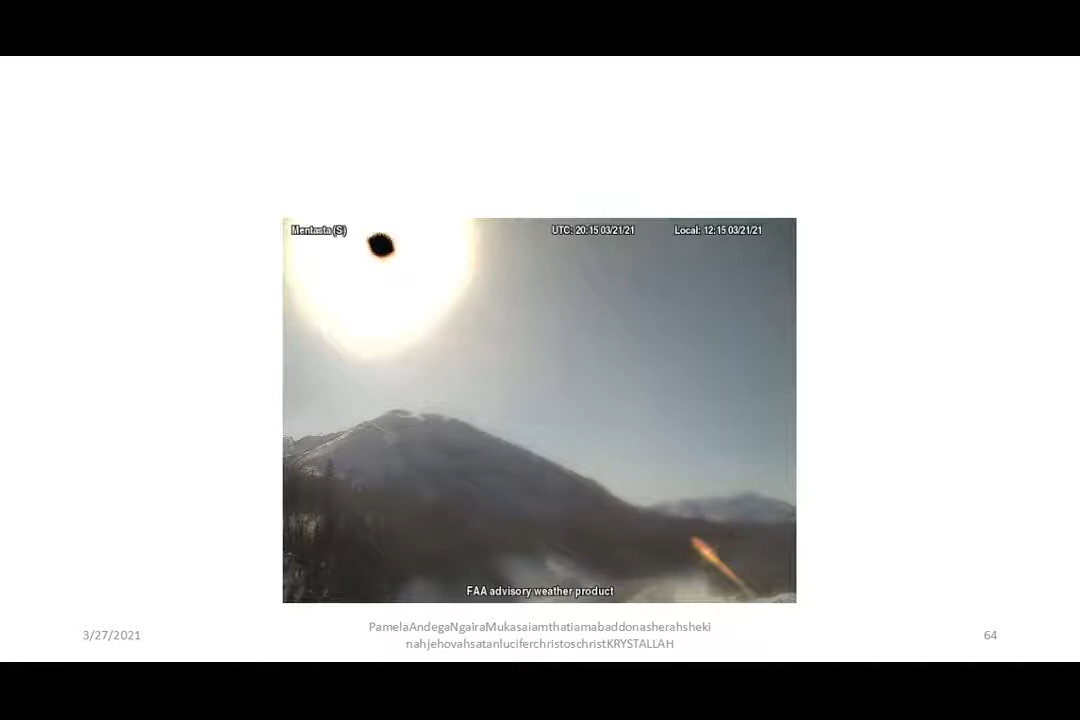 Mentasta (S) UTC: 20:15 03/21/21 Local: 12:15 03/21/21
FAA advisory weather product
3/27/2021
PamelaAndegaNgairaMukasaiamthatiamabaddonasherahsheki
nahjehovahsatanluciferchristoschristKRYSTALLAH
64